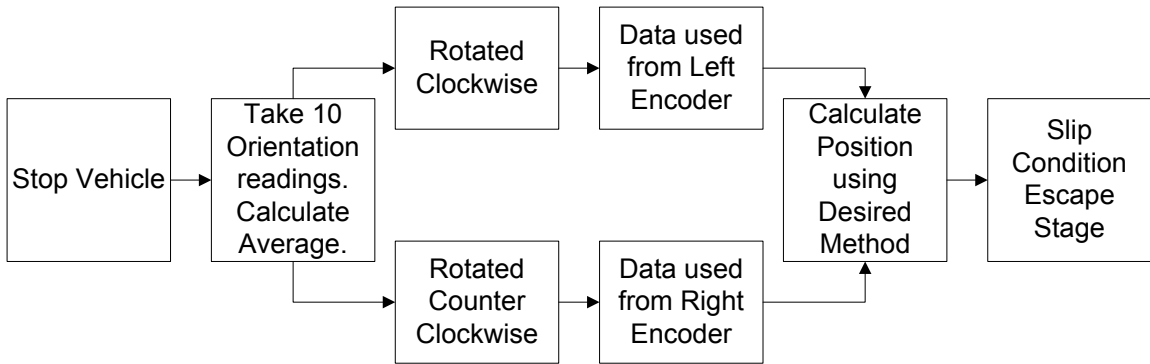 Stop Vehicle
Take 10
Orientation
readings.
Calculate
Average.
Rotated
Clockwise
Data used
from Left
Encoder
Rotated
Counter
Clockwise
Data used
from Right
Encoder
Calculate
Position
using
Desired
Method
Slip
Condition
Escape
Stage